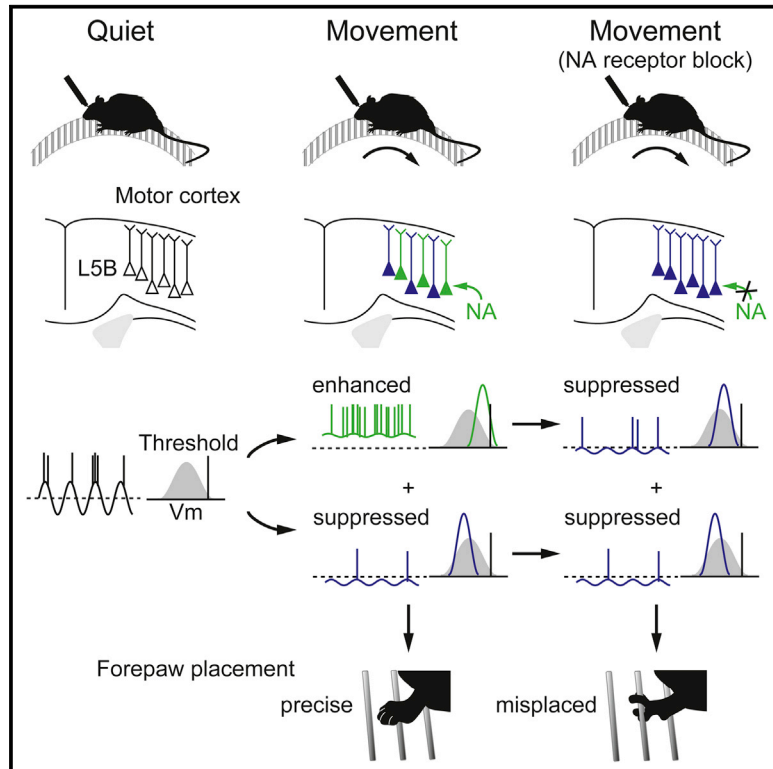 Quiet
Movement
Movement
(NA receptor block)
Motor cortex
L5B
NA
NA
enhanced
suppressed
Threshold
Vm
+
+
suppressed
suppressed
Forepaw placement
precise
misplaced